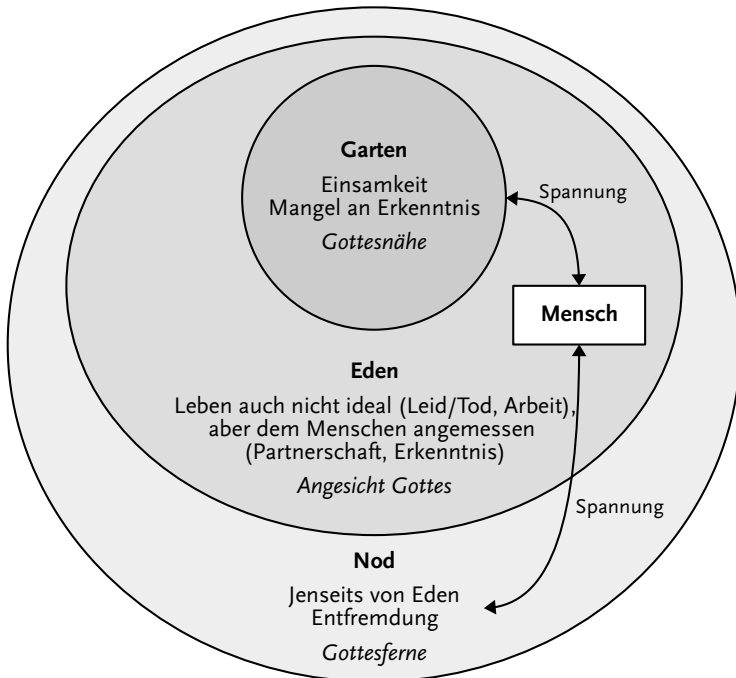 Garten
Einsamkeit
Mangel an Erkenntnis
Gottesnähe
Spannung
Mensch
Eden
Leben auch nicht ideal (Leid/Tod, Arbeit),
aber dem Menschen angemessen
(Partnerschaft, Erkenntnis)
Angesicht Gottes
Spannung
Nod
Jenseits von Eden
Entfremdung
Gottesferne